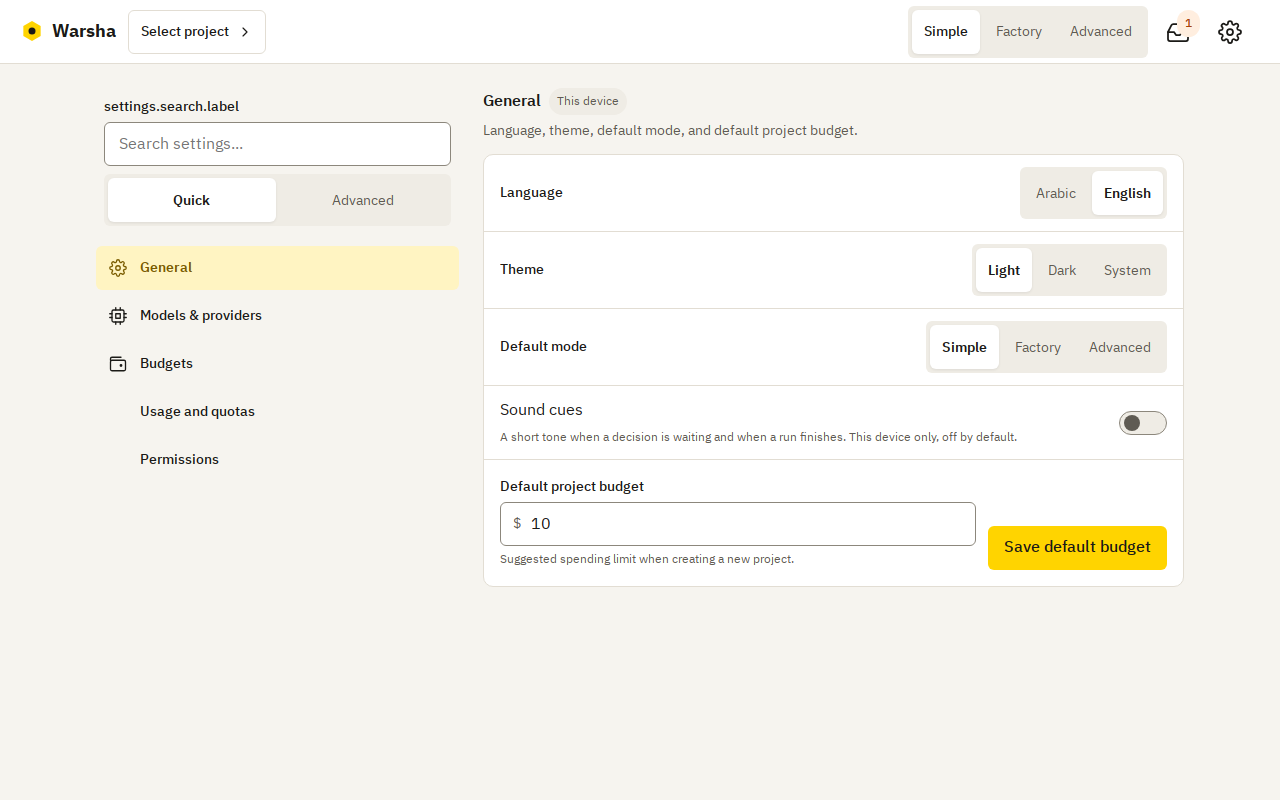 Warsha
Select project
Simple
Factory
Advanced
1
settings.search.label
Search settings...
Quick
Advanced
General
Models & providers
Budgets
Usage and quotas
Permissions
General
This device
Language, theme, default mode, and default project budget.
Language
Arabic
English
Theme
Light
Dark
System
Default mode
Simple
Factory
Advanced
Sound cues
A short tone when a decision is waiting and when a run finishes. This device only, off by default.
Default project budget
$ 10
Suggested spending limit when creating a new project.
Save default budget